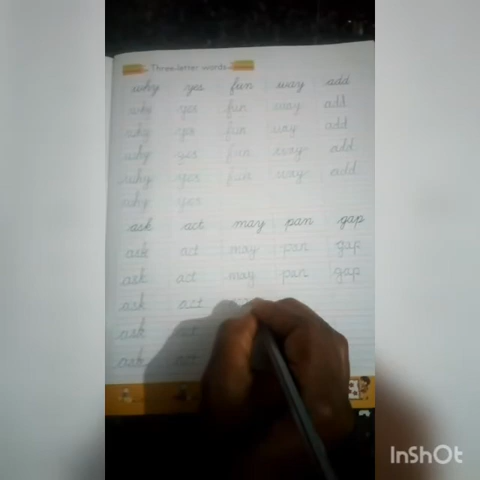 Three-letter words
why yes fun way add
why yes fun way add
why yes fun way add
why yes fun way add
why yes fun way add
why yes
ask act may pan gap
ask act may pan gap
ask act may pan gap
ask act
ask act
ask
InShOt